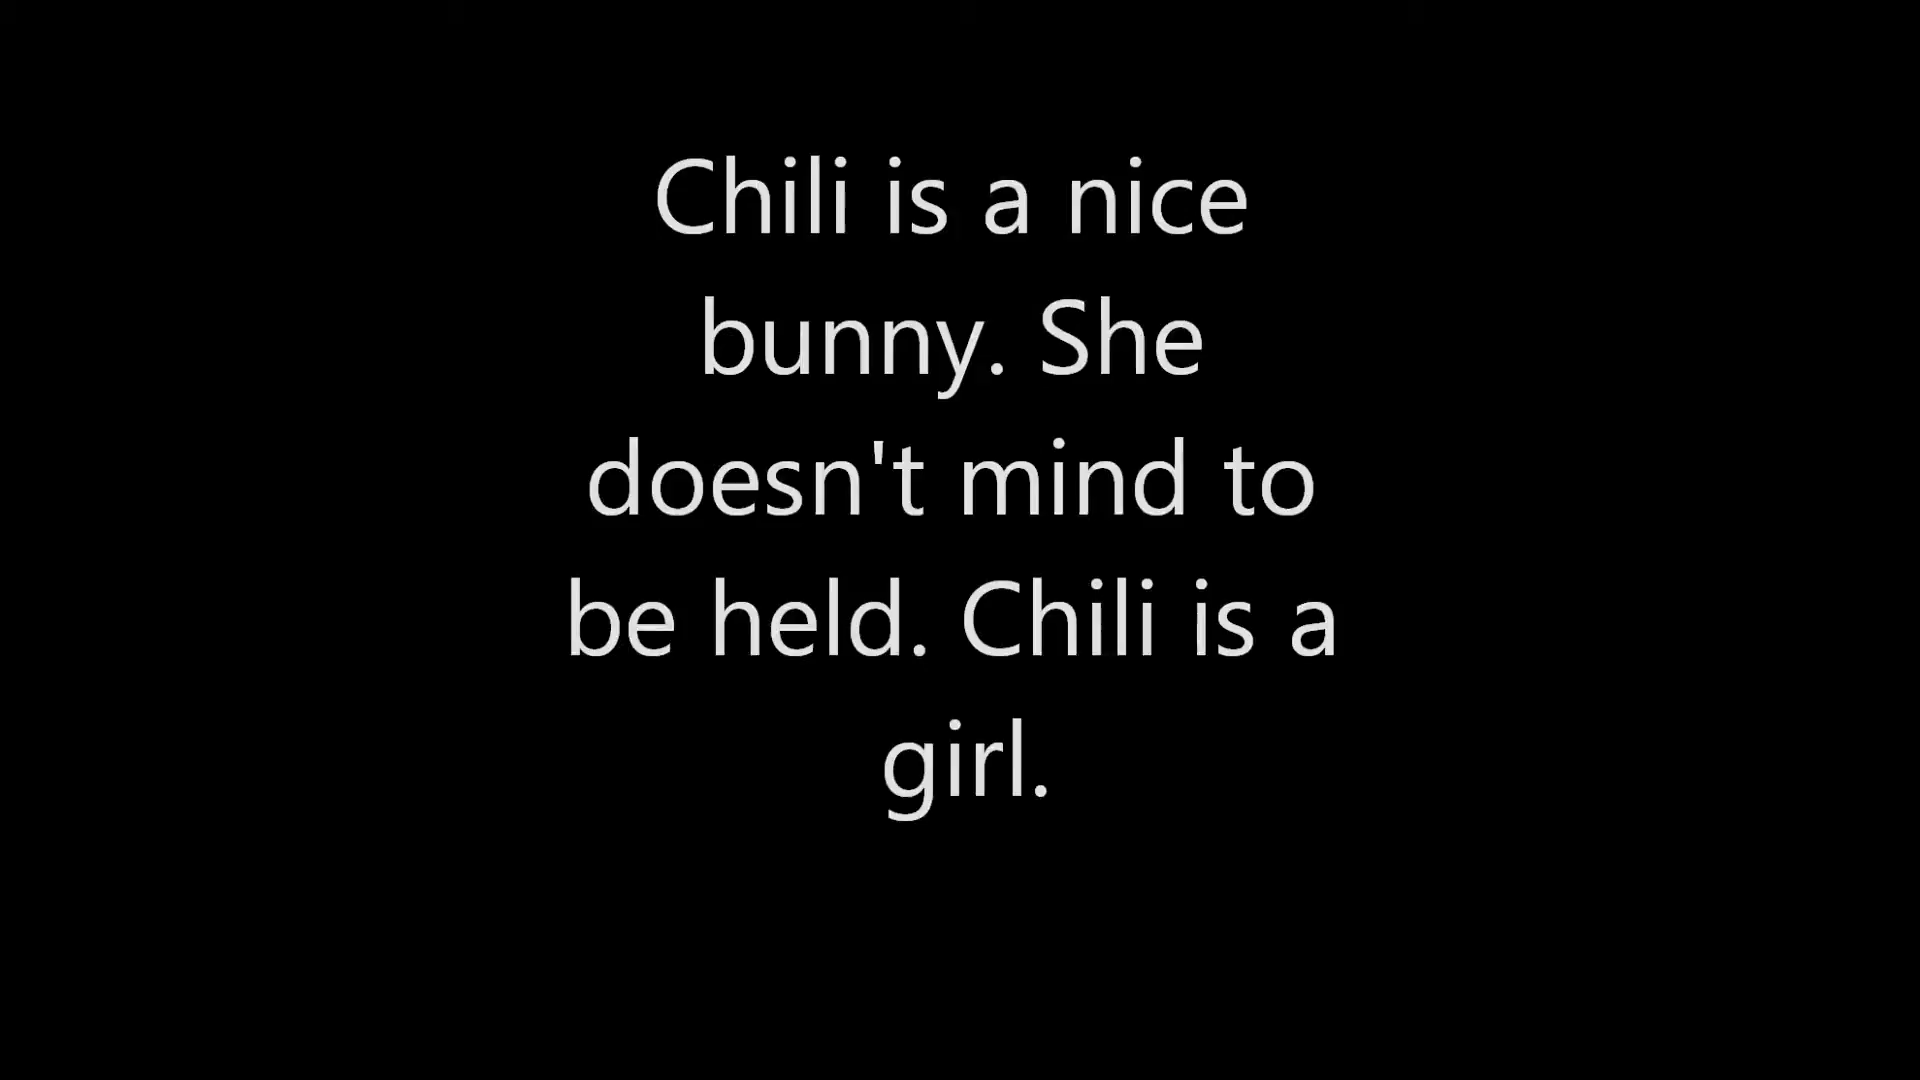 Chili is a nice
bunny. She
doesn't mind to
be held. Chili is a
girl.